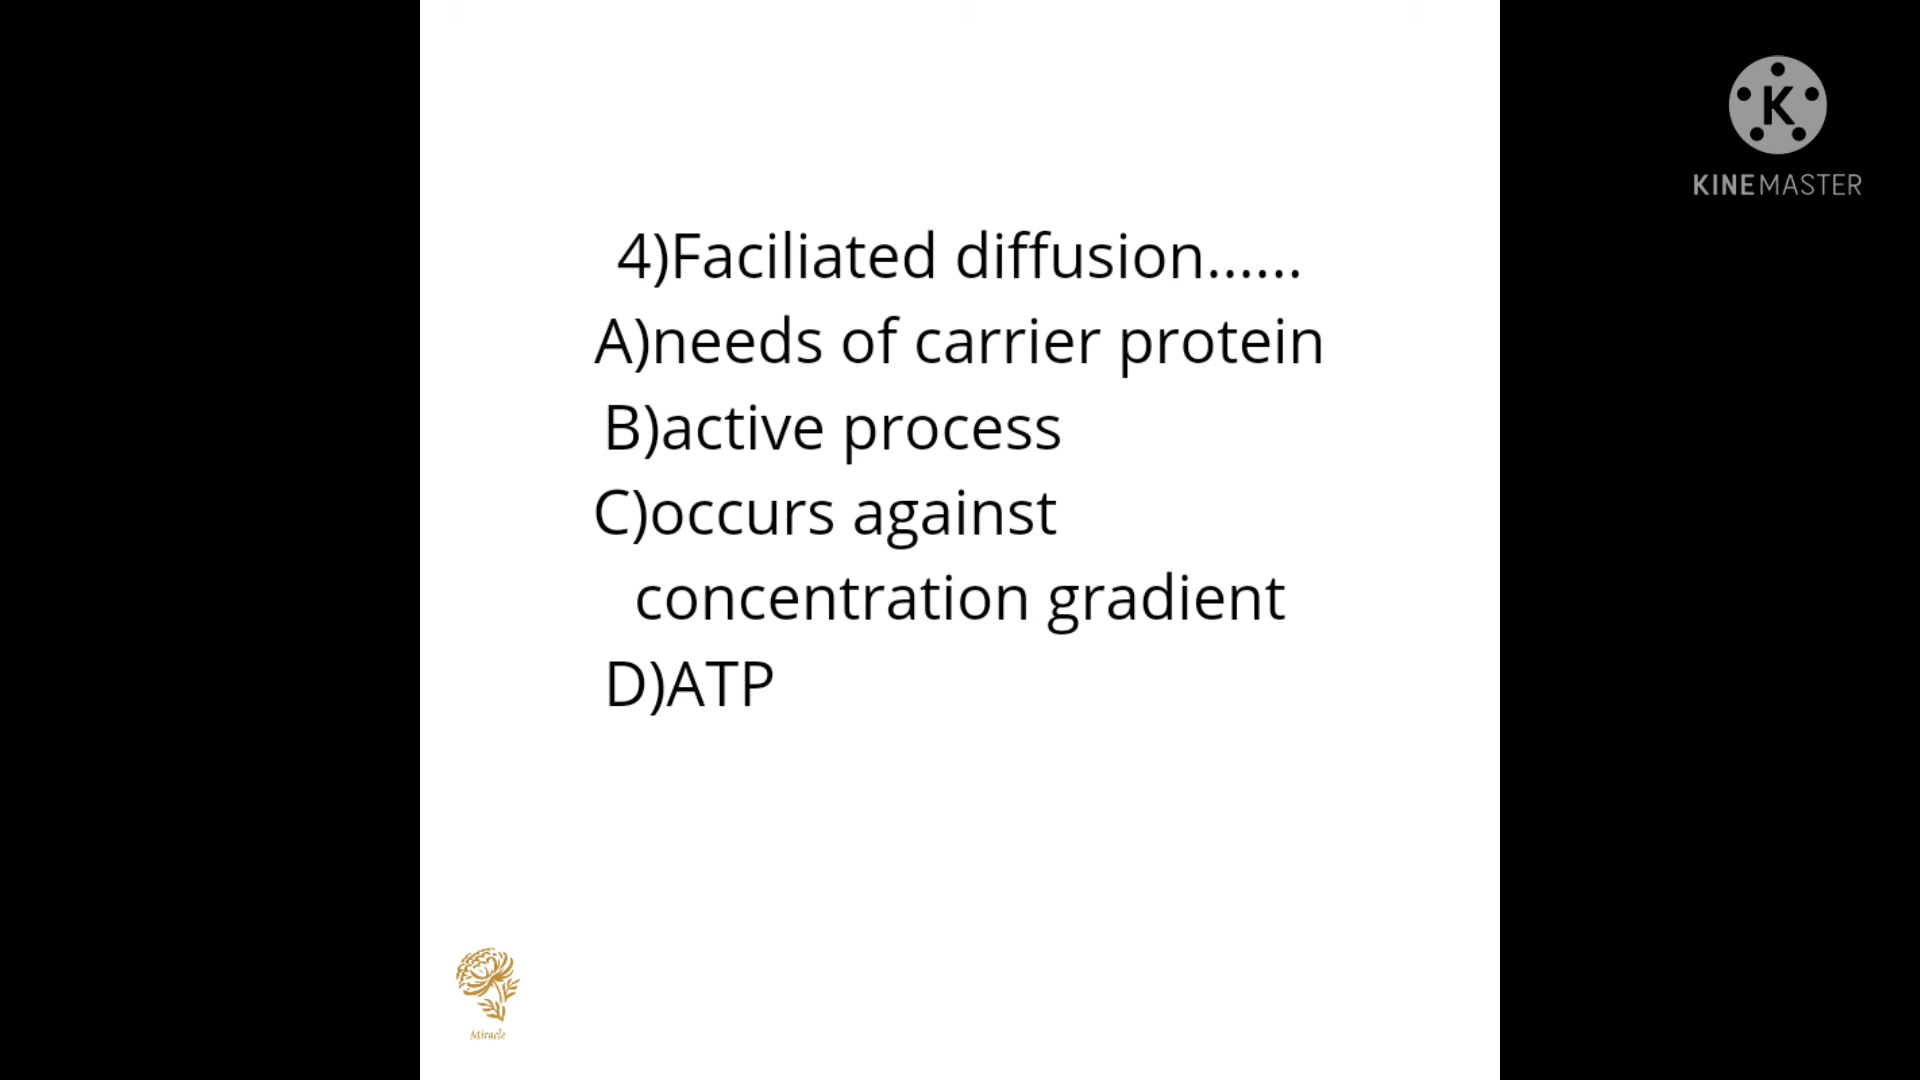 K
KINEMASTER
4)Faciliated diffusion......
A)needs of carrier protein
B)active process
C)occurs against
concentration gradient
D)ATP
Miracle